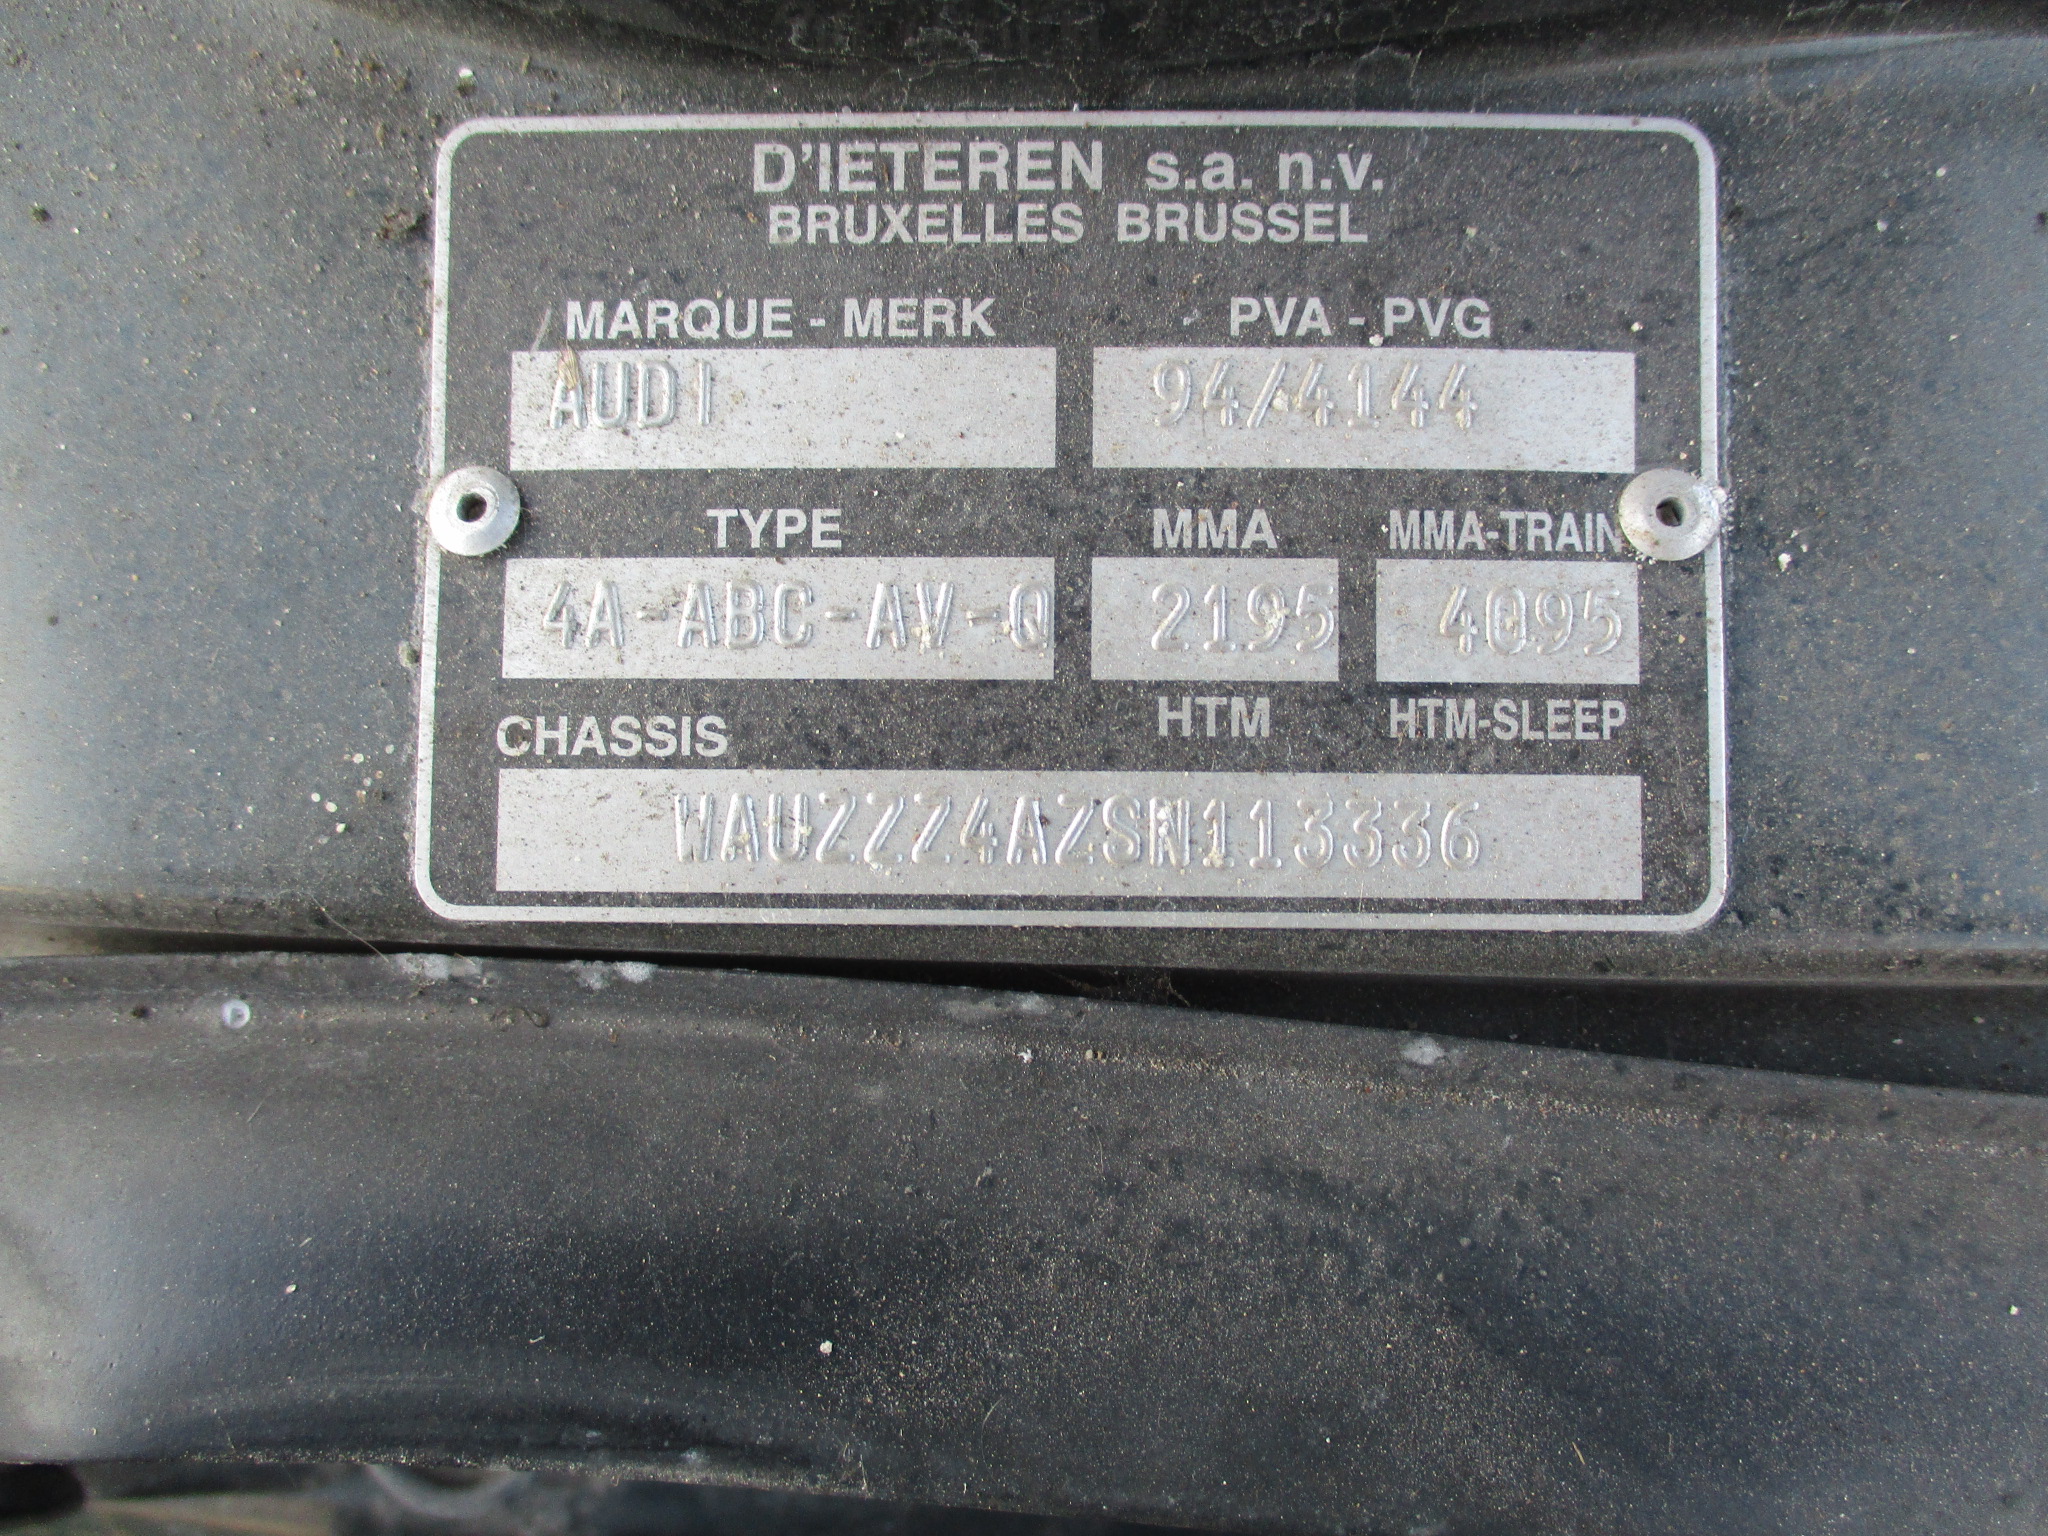 D'IETEREN s.a. n.v.
BRUXELLES BRUSSEL
MARQUE - MERK PVA - PVG
AUDI 94/4144
TYPE MMA MMA-TRAIN
4A-ABC-AV-Q 2195 4095
CHASSIS HTM HTM-SLEEP
WAUZZZ4AZSN113336